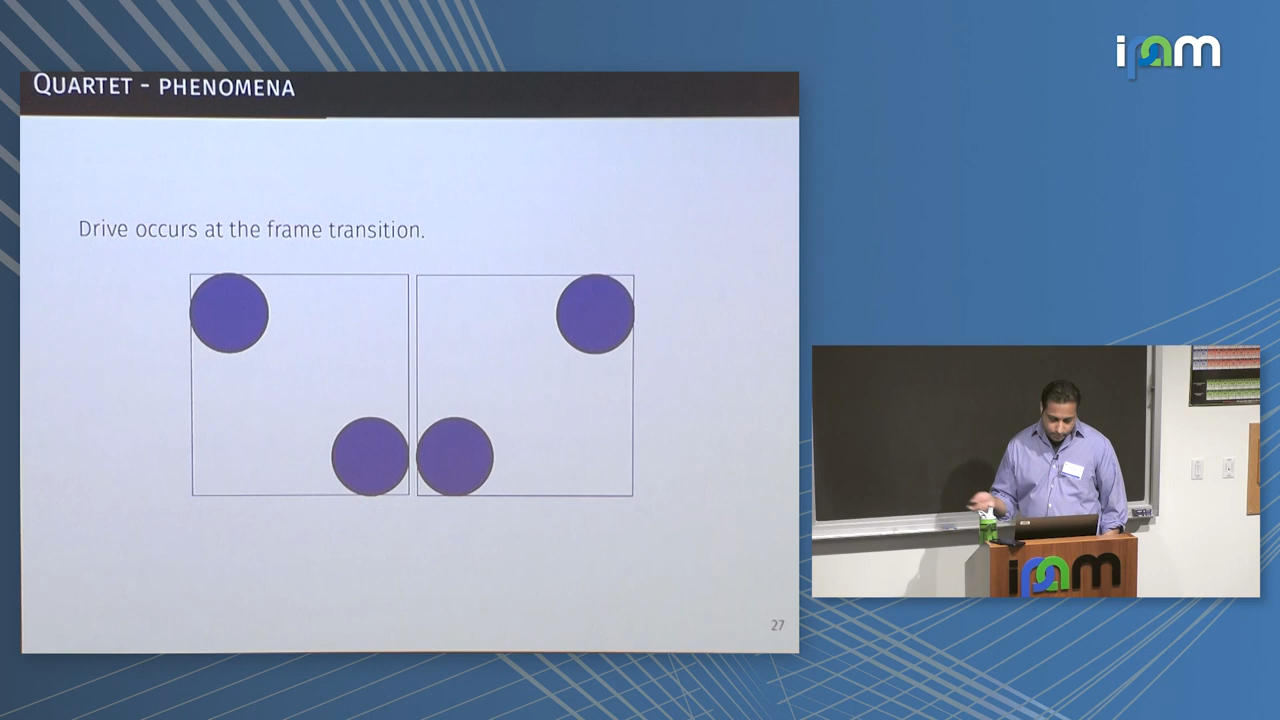 QUARTET - PHENOMENA
ipam
Drive occurs at the frame transition.
27
ipam